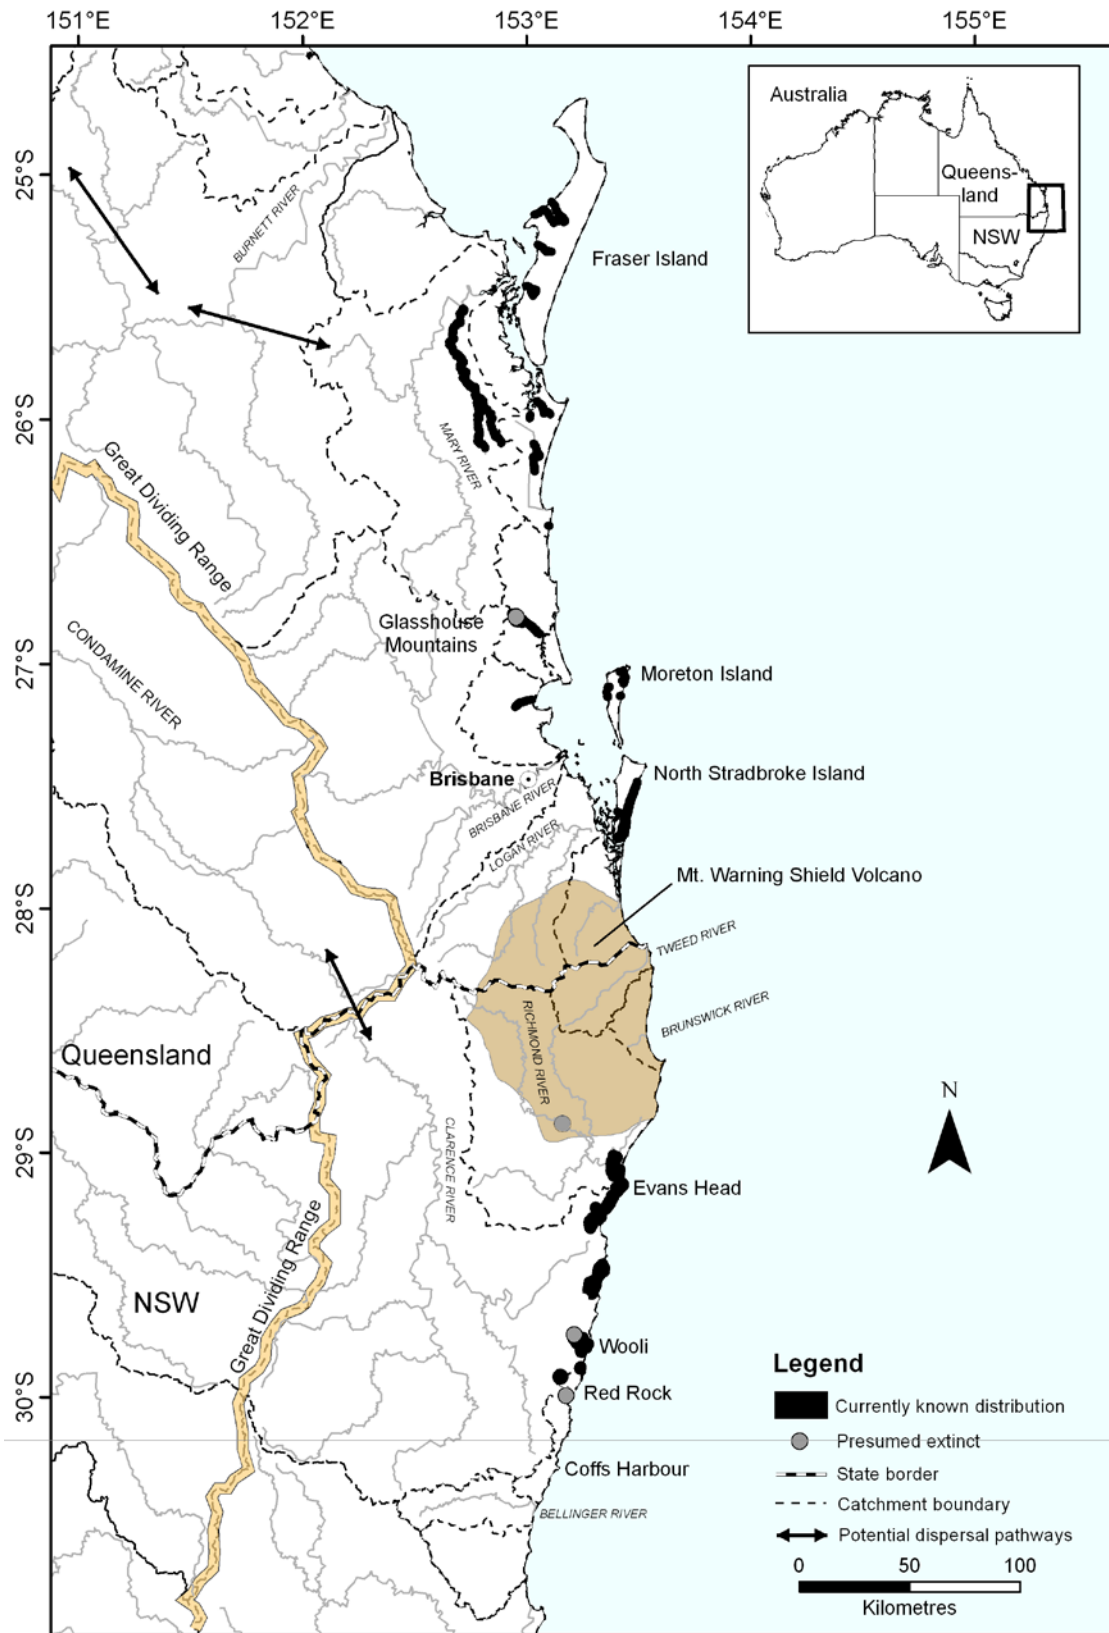 151°E
152°E
153°E
154°E
155°E
Australia
Queens-
land
NSW
25°S
26°S
27°S
28°S
29°S
30°S
BURNETT RIVER
Fraser Island
MARY RIVER
Great Dividing Range
CONDAMINE RIVER
Glasshouse
Mountains
Moreton Island
Brisbane
North Stradbroke Island
BRISBANE RIVER
LOGAN RIVER
Mt. Warning Shield Volcano
TWEED RIVER
BRUNSWICK RIVER
RICHMOND RIVER
Queensland
CLARENCE RIVER
Evans Head
Great Dividing Range
NSW
Wooli
Red Rock
Coffs Harbour
BELLINGER RIVER
N
Legend
Currently known distribution
Presumed extinct
State border
Catchment boundary
Potential dispersal pathways
0 50 100
Kilometres